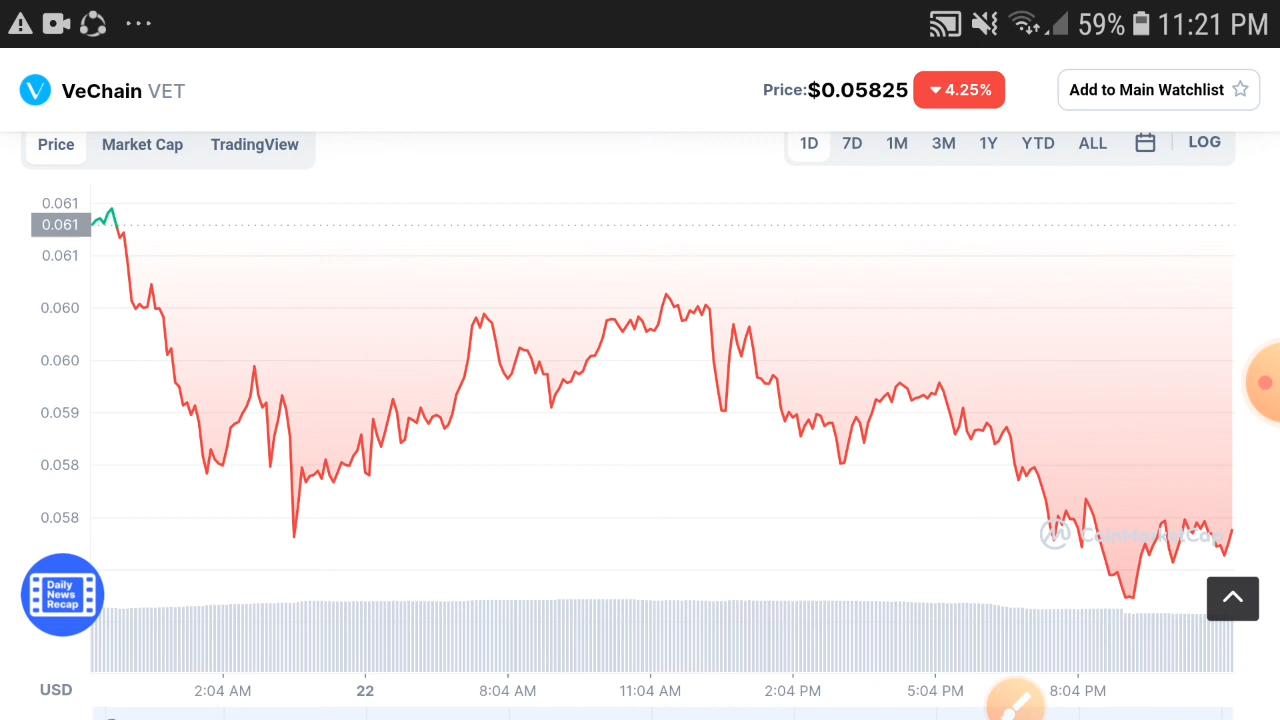 59% 11:21 PM
VeChain VET
Price:$0.05825 4.25%
Add to Main Watchlist
Price Market Cap TradingView
1D 7D 1M 3M 1Y YTD ALL LOG
0.061
0.061
0.061
0.060
0.060
0.059
0.058
0.058
CoinMarketCap
Daily
News
Recap
USD
2:04 AM 22 8:04 AM 11:04 AM 2:04 PM 5:04 PM 8:04 PM